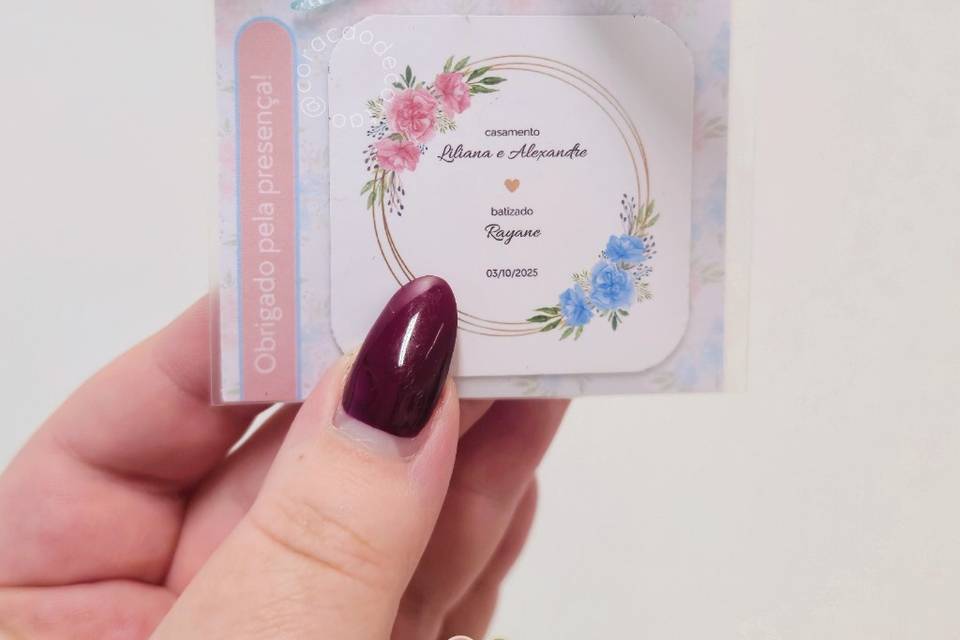 Obrigado pela presença!
casamento
Liliana e Alexandre
batizado
Rayane
03/10/2025